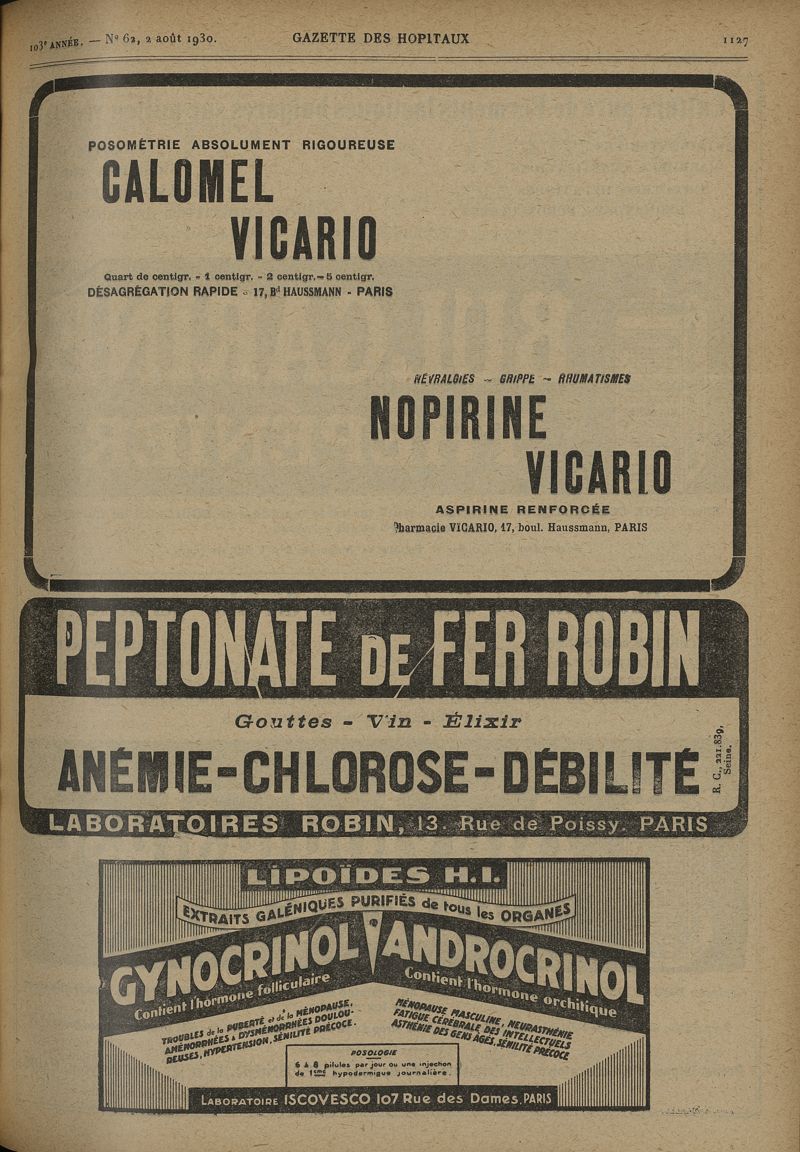 103e ANNÉE. — No 62, 2 août 1930.
GAZETTE DES HOPITAUX
1127
POSOMÉTRIE ABSOLUMENT RIGOUREUSE
CALOMEL
VICARIO
Quart de centigr. - 1 centigr. - 2 centigr. - 5 centigr.
DÉSAGRÉGATION RAPIDE - 17, Bd HAUSSMANN - PARIS
NÉVRALGIES - GRIPPE - RHUMATISMES
NOPIRINE
VICARIO
ASPIRINE RENFORCÉE
Pharmacie VICARIO, 17, boul. Haussmann, PARIS
PEPTONATE DE FER ROBIN
Gouttes - Vin - Élixir
ANÉMIE-CHLOROSE-DÉBILITÉ
R. C., 221.839,
Seine.
LABORATOIRES ROBIN, 13. Rue de Poissy. PARIS
LIPOÏDES H.I.
EXTRAITS GALÉNIQUES PURIFIÉS de tous les ORGANES
GYNOCRINOL
Contient l'hormone folliculaire
TROUBLES de la PUBERTÉ et de la MÉNOPAUSE,
AMÉNORRHÉES & DYSMÉNORRHÉES DOULOU-
REUSES, HYPERTENSION, SÉNILITÉ PRÉCOCE.
ANDROCRINOL
Contient l'hormone orchitique
MÉNOPAUSE MASCULINE, NEURASTHÉNIE
FATIGUE CÉRÉBRALE DES INTELLECTUELS
ASTHÉNIE DES GENS AGÉS, SÉNILITÉ PRÉCOCE
POSOLOGIE
6 à 8 pilules par jour ou une injection
de 1cmc hypodermique journalière.
LABORATOIRE ISCOVESCO 107 Rue des Dames, PARIS